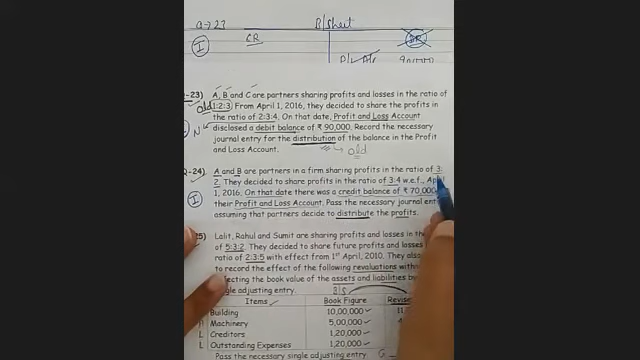 Q→23 B/Sheet
I CR DR
P/L A/c 90,000
Q-23) A, B and C are partners sharing profits and losses in the ratio of
old 1:2:3) From April 1, 2016, they decided to share the profits in
N the ratio of 2:3:4. On that date, Profit and Loss Account
disclosed a debit balance of ₹ 90,000. Record the necessary
journal entry for the distribution of the balance in the Profit
and Loss Account. old
Q-24) A and B are partners in a firm sharing profits in the ratio of 3:
2. They decided to share profits in the ratio of 3:4 w.e.f., April
I 1, 2016. On that date there was a credit balance of ₹ 70,000
their Profit and Loss Account. Pass the necessary journal
assuming that partners decide to distribute the profits.
25) Lalit, Rahul and Sumit are sharing profits and losses in the
of 5:3:2. They decided to share future profits and losses
ratio of 2:3:5 with effect from 1st April, 2010. They also
to record the effect of the following revaluations
affecting the book value of the assets and liabilities
single adjusting entry. B/S
Items Book Figure
Building 10,00,000
Machinery 5,00,000
L Creditors 1,20,000
L Outstanding Expenses 1,20,000
Pass the necessary single adjusting entry.